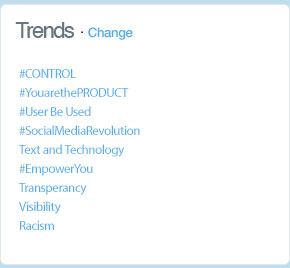 Trends · Change
#CONTROL
#YouarethePRODUCT
#User Be Used
#SocialMediaRevolution
Text and Technology
#EmpowerYou
Transperancy
Visibility
Racism